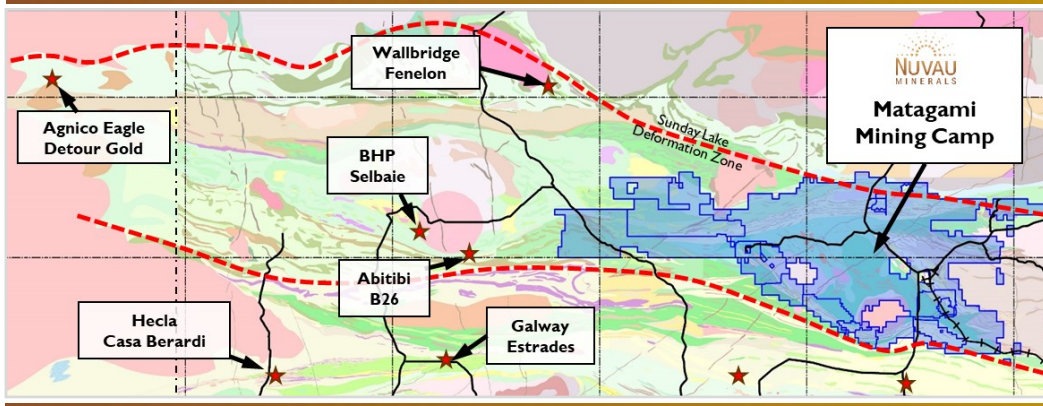 Wallbridge
Fenelon
NUVAU
MINERALS
Matagami
Mining Camp
Agnico Eagle
Detour Gold
Sunday Lake
Deformation Zone
BHP
Selbaie
Abitibi
B26
Hecla
Casa Berardi
Galway
Estrades